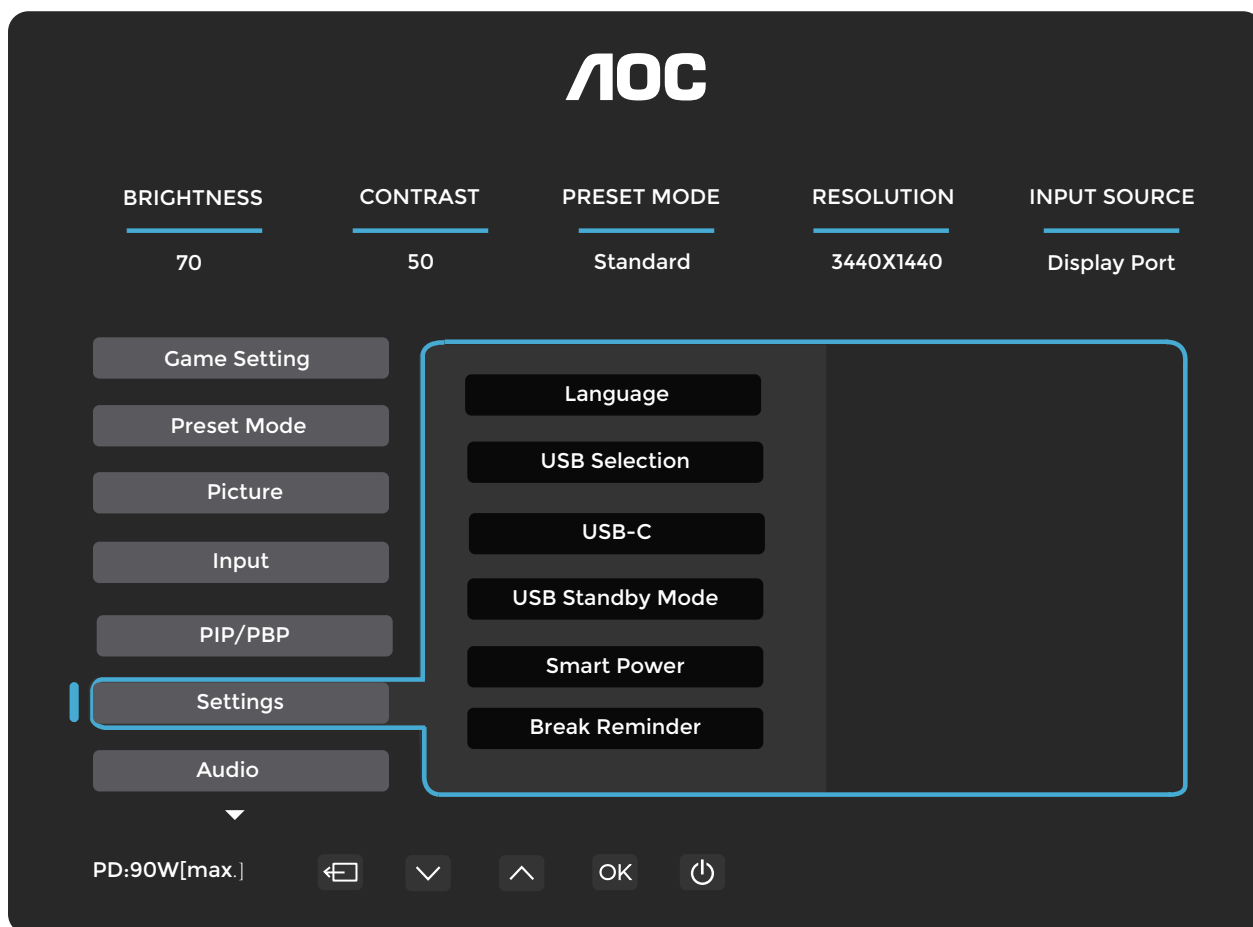 AOC
BRIGHTNESS CONTRAST PRESET MODE RESOLUTION INPUT SOURCE
70 50 Standard 3440X1440 Display Port
Game Setting
Preset Mode
Picture
Input
PIP/PBP
Settings
Audio
Language
USB Selection
USB-C
USB Standby Mode
Smart Power
Break Reminder
PD:90W[max.] OK